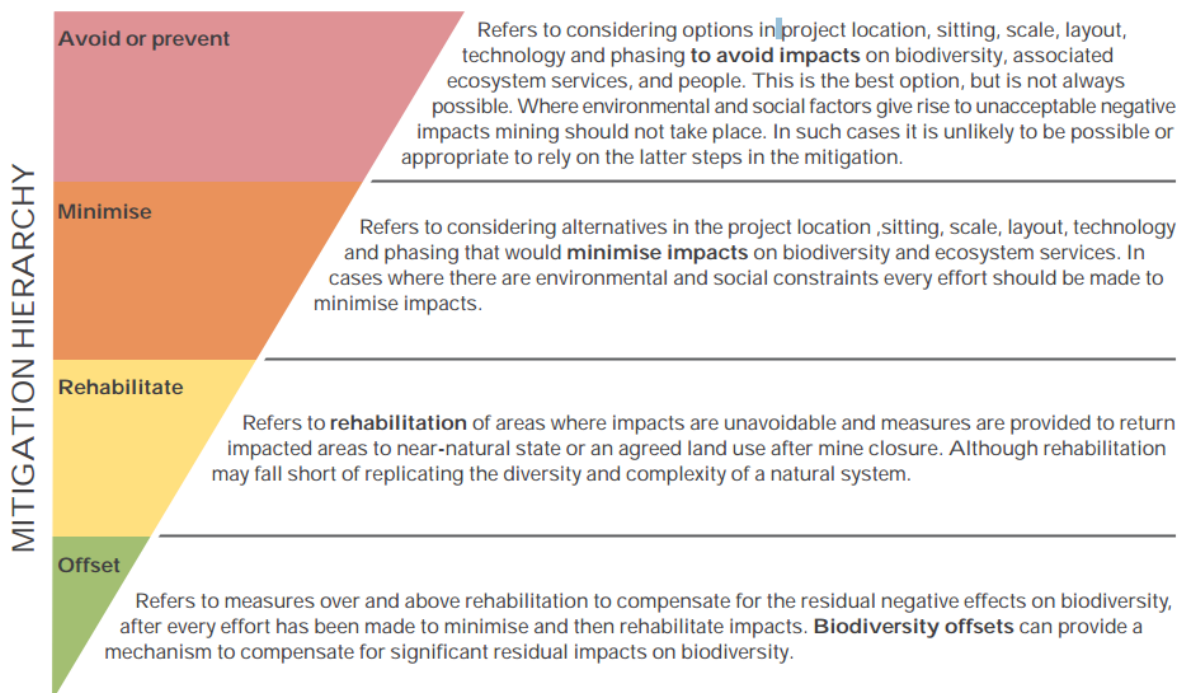 MITIGATION HIERARCHY
Avoid or prevent
Refers to considering options in project location, sitting, scale, layout,
technology and phasing to avoid impacts on biodiversity, associated
ecosystem services, and people. This is the best option, but is not always
possible. Where environmental and social factors give rise to unacceptable negative
impacts mining should not take place. In such cases it is unlikely to be possible or
appropriate to rely on the latter steps in the mitigation.
Minimise
Refers to considering alternatives in the project location ,sitting, scale, layout, technology
and phasing that would minimise impacts on biodiversity and ecosystem services. In
cases where there are environmental and social constraints every effort should be made to
minimise impacts.
Rehabilitate
Refers to rehabilitation of areas where impacts are unavoidable and measures are provided to return
impacted areas to near-natural state or an agreed land use after mine closure. Although rehabilitation
may fall short of replicating the diversity and complexity of a natural system.
Offset
Refers to measures over and above rehabilitation to compensate for the residual negative effects on biodiversity,
after every effort has been made to minimise and then rehabilitate impacts. Biodiversity offsets can provide a
mechanism to compensate for significant residual impacts on biodiversity.